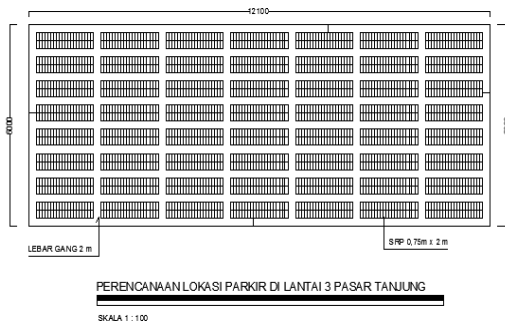 12100
6000
LEBAR GANG 2 m
SRP 0,75m x 2 m
PERENCANAAN LOKASI PARKIR DI LANTAI 3 PASAR TANJUNG
SKALA 1 : 100